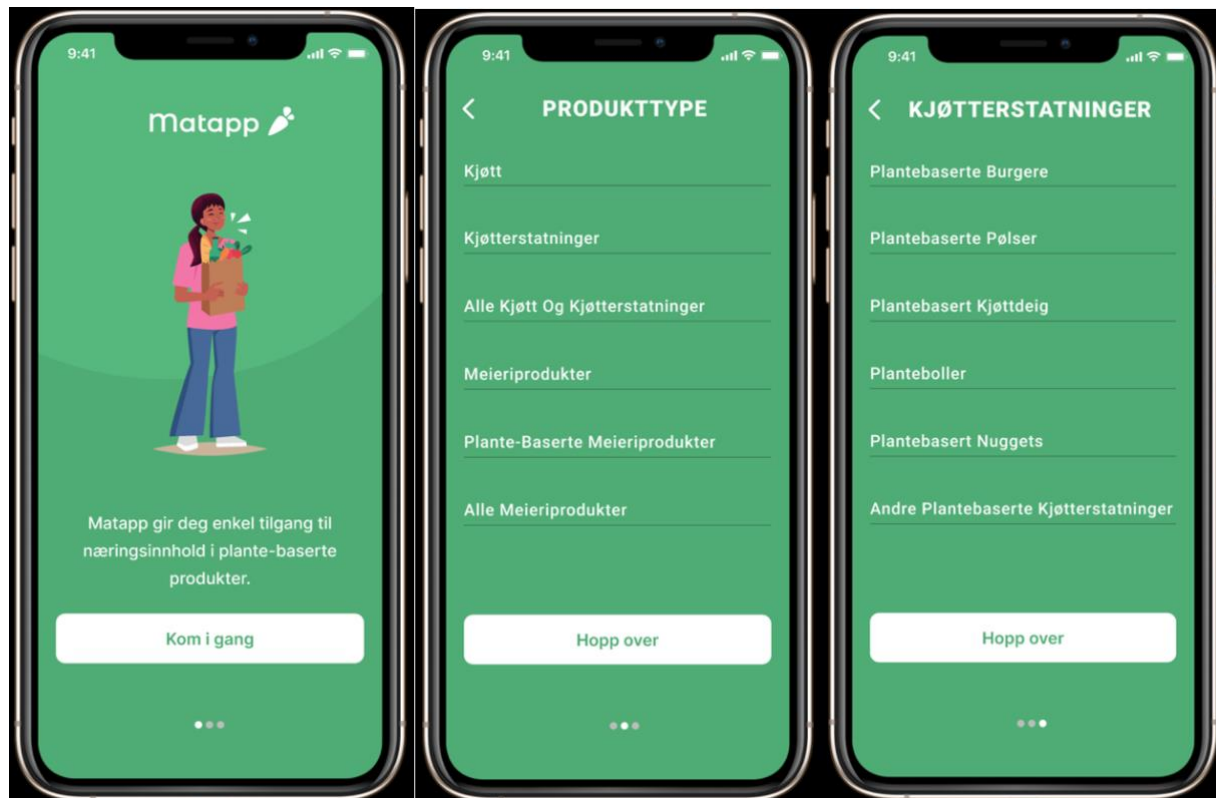 9:41
Matapp
Matapp gir deg enkel tilgang til
næringsinnhold i plante-baserte
produkter.
Kom i gang
9:41
PRODUKTTYPE
Kjøtt
Kjøtterstatninger
Alle Kjøtt Og Kjøtterstatninger
Meieriprodukter
Plante-Baserte Meieriprodukter
Alle Meieriprodukter
Hopp over
9:41
KJØTTERSTATNINGER
Plantebaserte Burgere
Plantebaserte Pølser
Plantebasert Kjøttdeig
Planteboller
Plantebasert Nuggets
Andre Plantebaserte Kjøtterstatninger
Hopp over